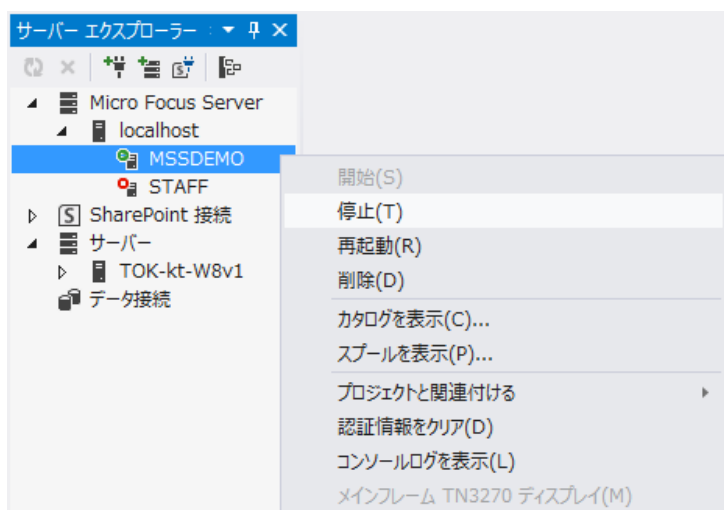 サーバー エクスプローラー
Micro Focus Server
localhost
MSSDEMO
STAFF
SharePoint 接続
サーバー
TOK-kt-W8v1
データ接続
開始(S)
停止(T)
再起動(R)
削除(D)
カタログを表示(C)...
スプールを表示(P)...
プロジェクトと関連付ける
認証情報をクリア(D)
コンソールログを表示(L)
メインフレーム TN3270 ディスプレイ(M)